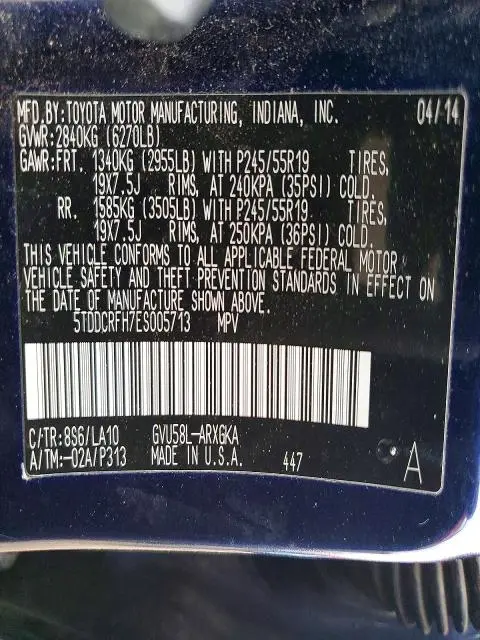 MFD.BY:TOYOTA MOTOR MANUFACTURING, INDIANA, INC. 04/14
GVWR:2840KG (6270LB)
GAWR:FRT. 1340KG (2955LB) WITH P245/55R19 TIRES,
19X7.5J RIMS, AT 240KPA (35PSI) COLD.
RR. 1585KG (3505LB) WITH P245/55R19 TIRES,
19X7.5J RIMS, AT 250KPA (36PSI) COLD.
THIS VEHICLE CONFORMS TO ALL APPLICABLE FEDERAL MOTOR
VEHICLE SAFETY AND THEFT PREVENTION STANDARDS IN EFFECT ON
THE DATE OF MANUFACTURE SHOWN ABOVE.
5TDDCRFH7ES005713 MPV
C/TR:8S6/LA10 GVU58L-ARXGKA
A/TM:-02A/P313 MADE IN U.S.A. 447 A